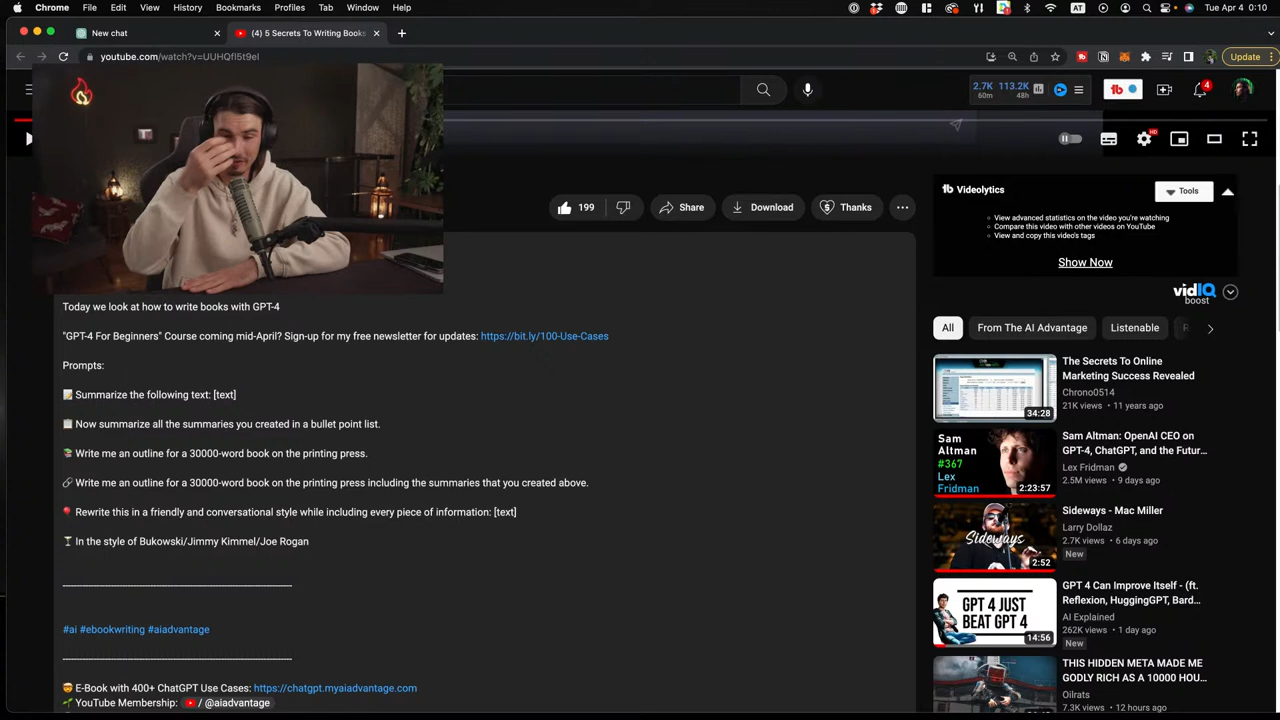 Chrome File Edit View History Bookmarks Profiles Tab Window Help
AT
Tue Apr 4 0:10
New chat
(4) 5 Secrets To Writing Books
youtube.com/watch?v=UUHQfl5t9eI
Update
2.7K 113.2K
60m 48h
4
HD
Videolytics
Tools
View advanced statistics on the video you're watching
Compare this video with other videos on YouTube
View and copy this video's tags
Show Now
199
Share
Download
Thanks
vidIQ
boost
Today we look at how to write books with GPT-4
"GPT-4 For Beginners" Course coming mid-April? Sign-up for my free newsletter for updates: https://bit.ly/100-Use-Cases
Prompts:
Summarize the following text: [text]
Now summarize all the summaries you created in a bullet point list.
Write me an outline for a 30000-word book on the printing press.
Write me an outline for a 30000-word book on the printing press including the summaries that you created above.
Rewrite this in a friendly and conversational style while including every piece of information: [text]
In the style of Bukowski/Jimmy Kimmel/Joe Rogan
#ai #ebookwriting #aiadvantage
E-Book with 400+ ChatGPT Use Cases: https://chatgpt.myaiadvantage.com
YouTube Membership: / @aiadvantage
All
From The AI Advantage
Listenable
The Secrets To Online
Marketing Success Revealed
Chrono0514
21K views • 11 years ago
34:28
Sam
Altman
#367
Lex
Fridman
2:23:57
Sam Altman: OpenAI CEO on
GPT-4, ChatGPT, and the Futur...
Lex Fridman
2.5M views • 9 days ago
Sideways
2:52
Sideways - Mac Miller
Larry Dollaz
2.7K views • 6 days ago
New
GPT 4 JUST
BEAT GPT 4
14:56
GPT 4 Can Improve Itself - (ft.
Reflexion, HuggingGPT, Bard...
AI Explained
262K views • 1 day ago
New
THIS HIDDEN META MADE ME
GODLY RICH AS A 10000 HOU...
Oilrats
7.3K views • 12 hours ago